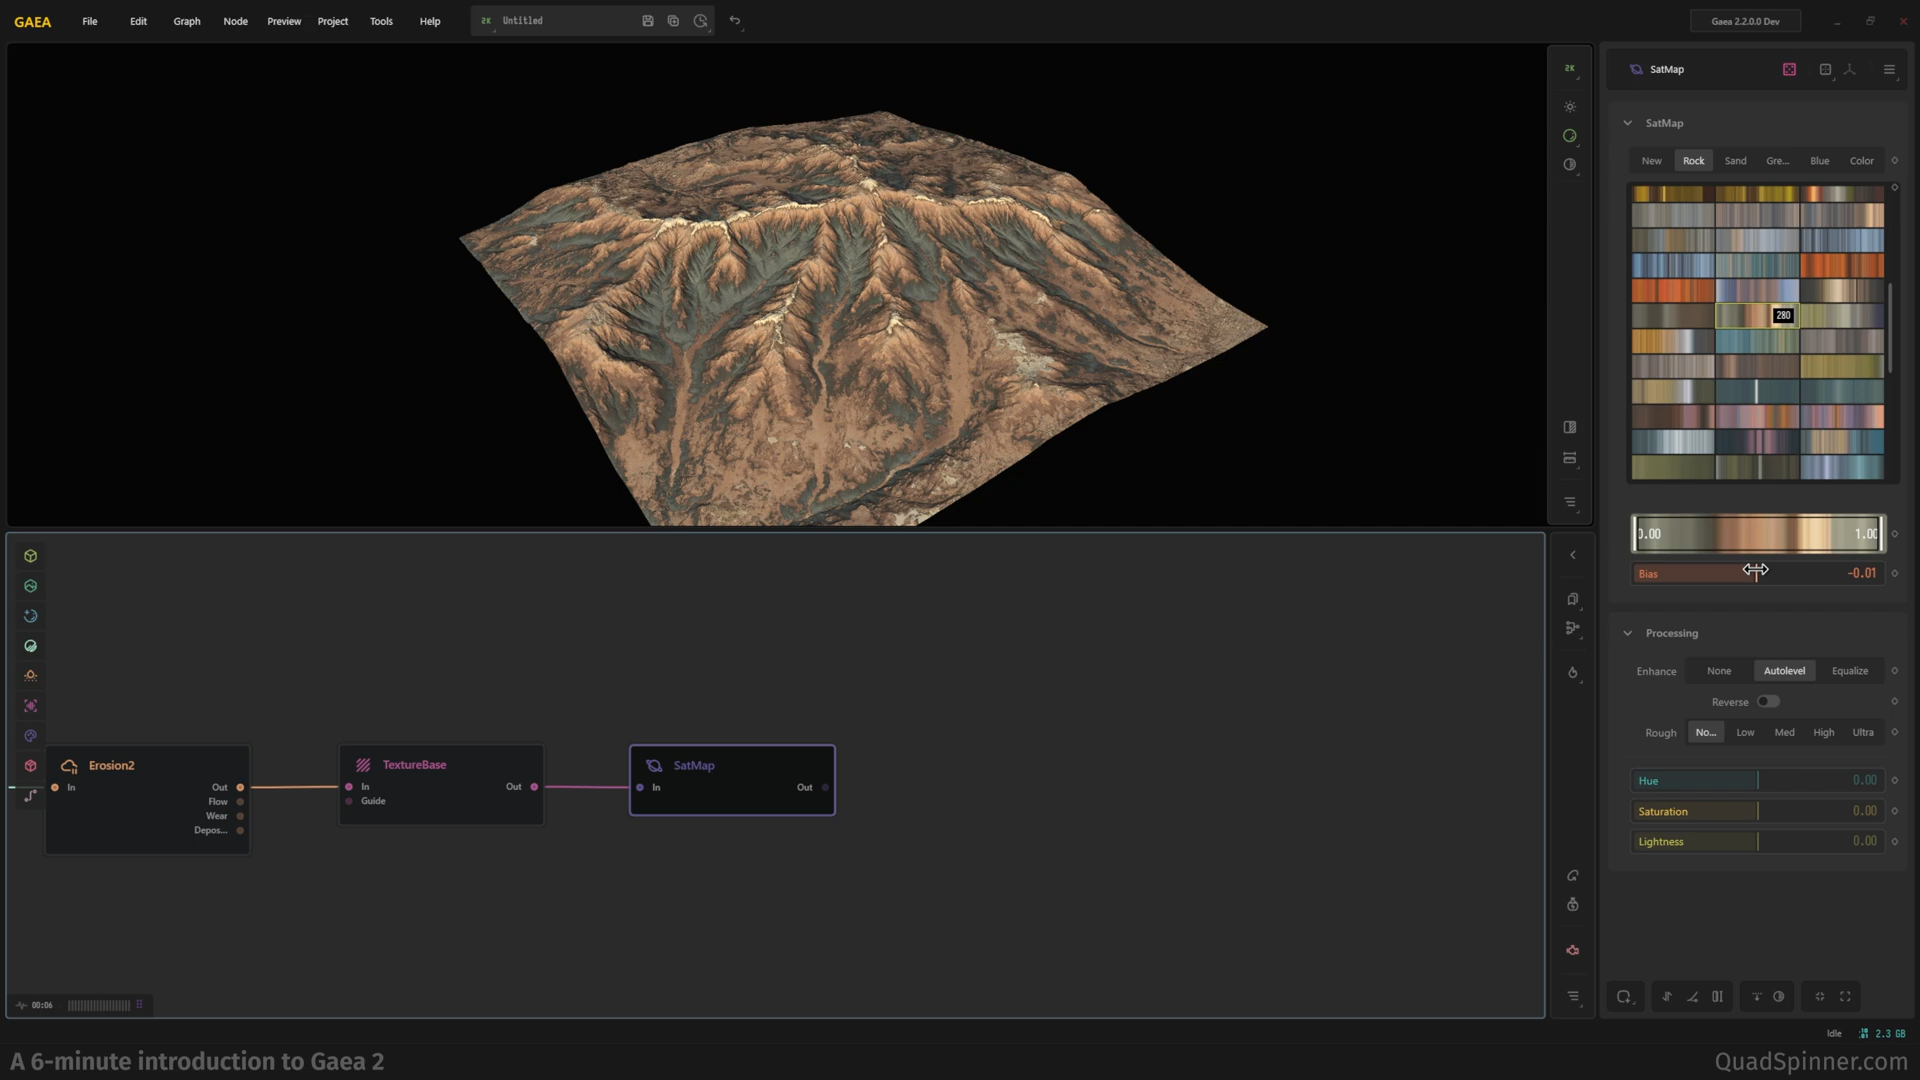 GAEA File Edit Graph Node Preview Project Tools Help 2K Untitled Gaea 2.2.0.0 Dev
2K
SatMap
SatMap
New Rock Sand Gre... Blue Color
280
0.00 1.00
Bias -0.01
Processing
Enhance None Autolevel Equalize
Reverse
Rough No... Low Med High Ultra
Hue 0.00
Saturation 0.00
Lightness 0.00
Erosion2
In Out
Flow
Wear
Depos...
TextureBase
In Out
Guide
SatMap
In Out
00:06
Idle 2.3 GB
A 6-minute introduction to Gaea 2
QuadSpinner.com